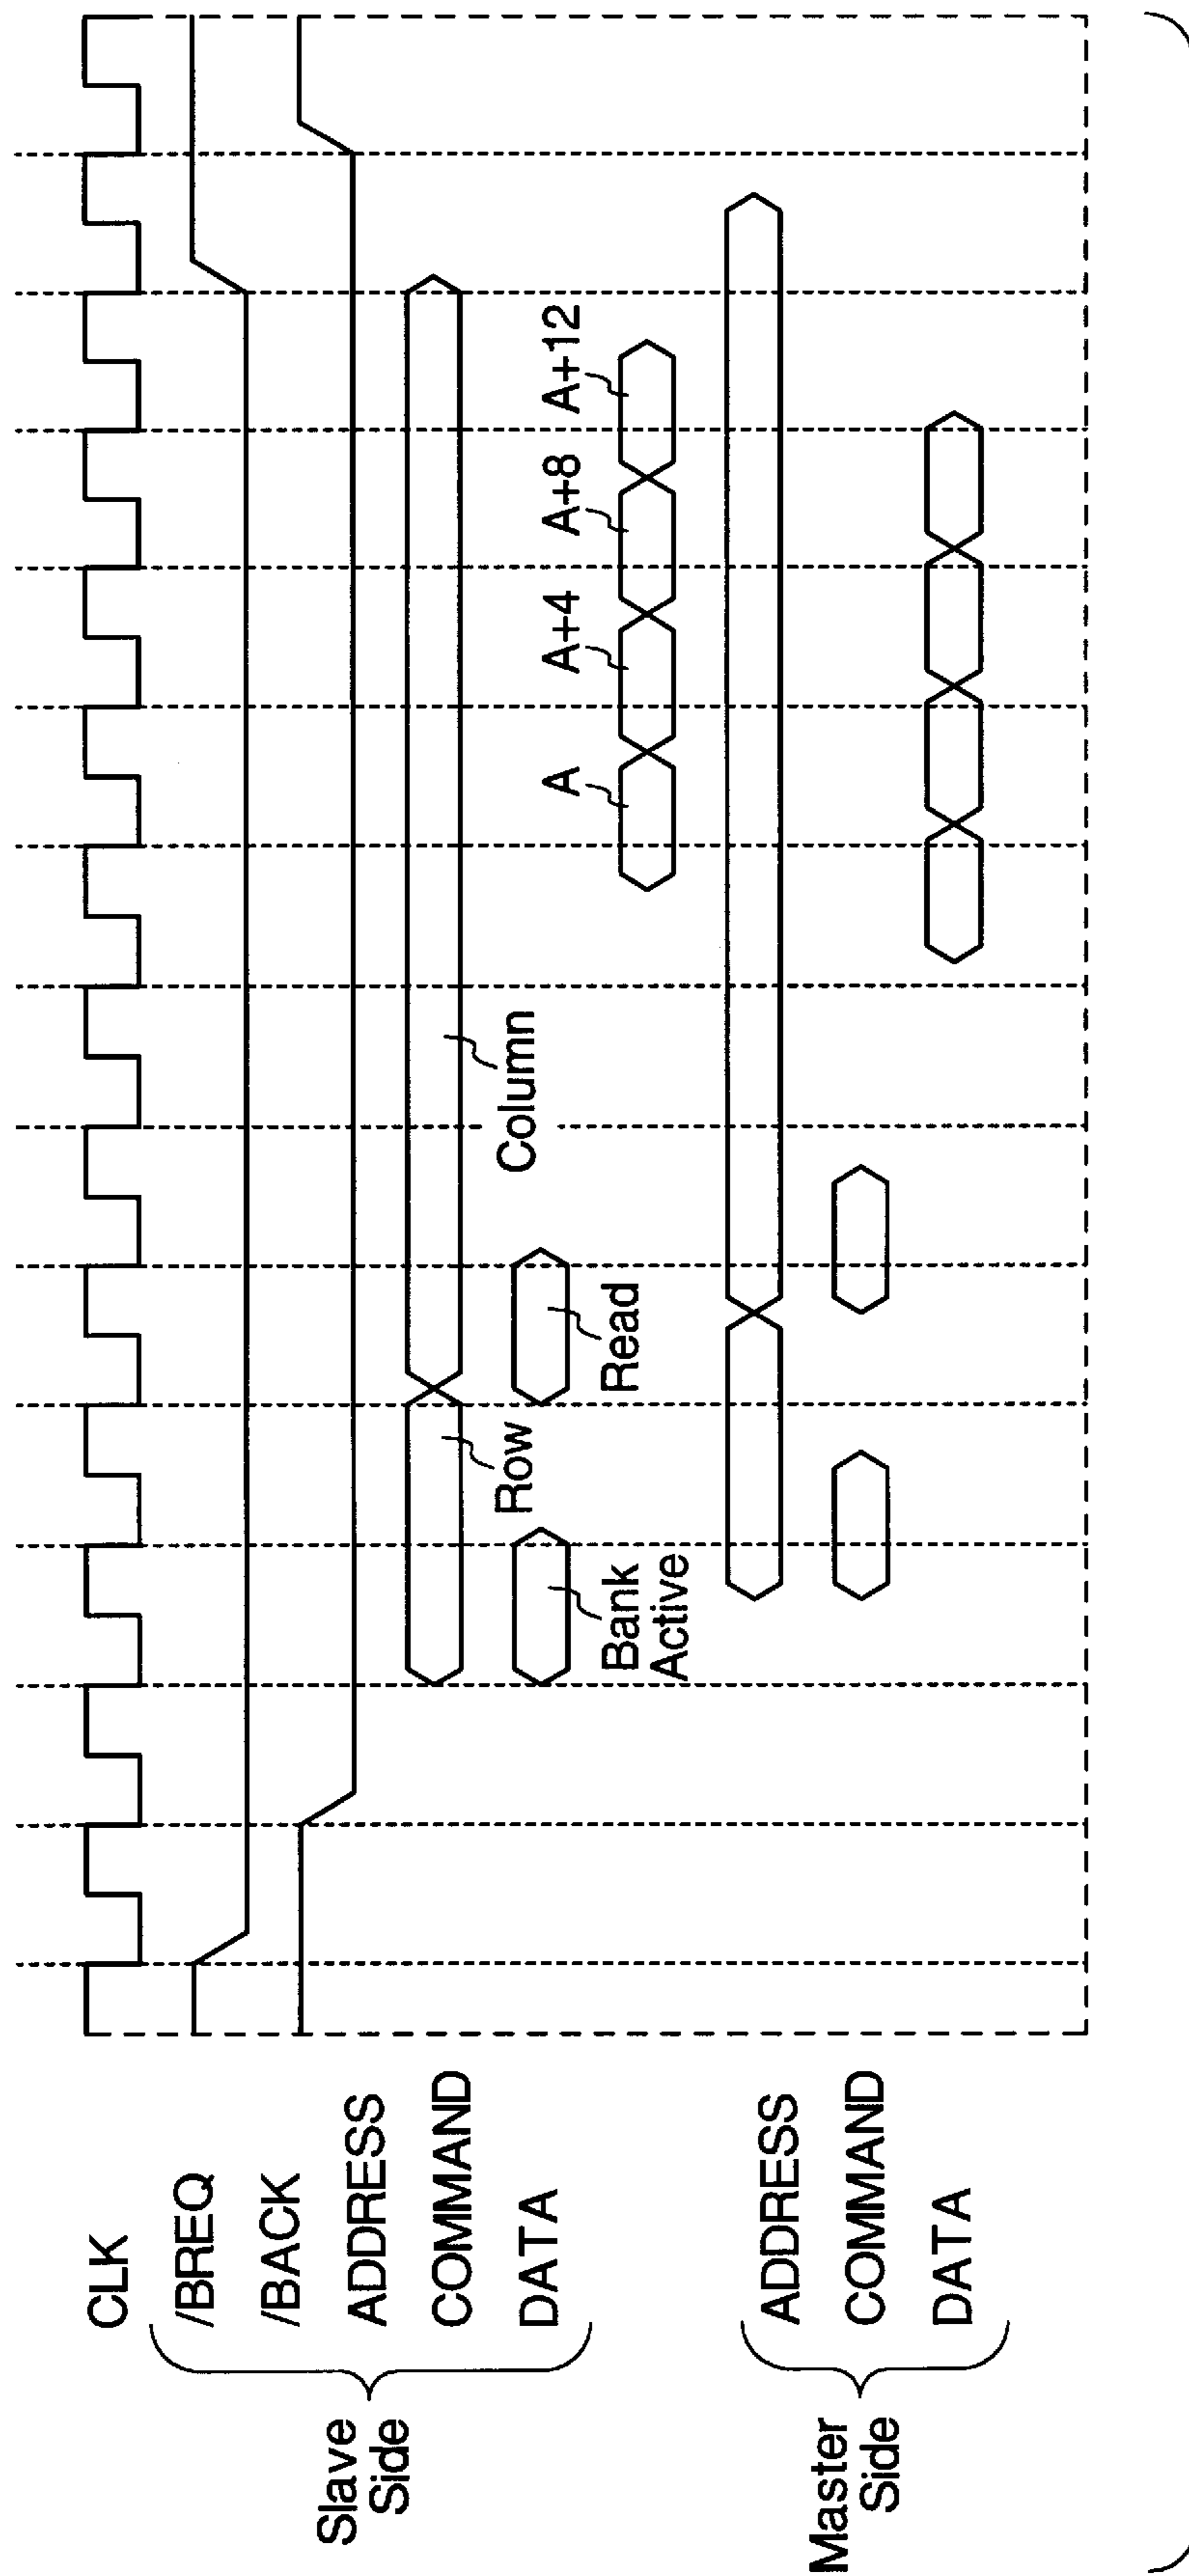 CLK
Slave
Side
/BREQ
/BACK
ADDRESS
COMMAND
DATA
Row
Column
Bank
Active
Read
A
A+4
A+8
A+12
Master
Side
ADDRESS
COMMAND
DATA